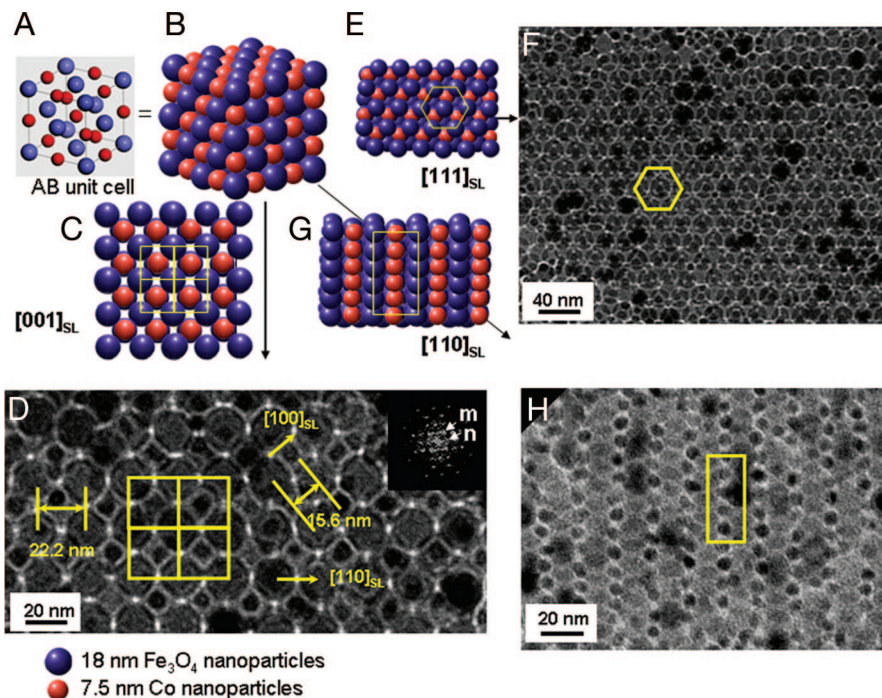 A
B
E
F
AB unit cell
=
[111]SL
40 nm
C
G
[001]SL
[110]SL
D
[100]SL
m
n
H
22.2 nm
15.6 nm
[110]SL
20 nm
20 nm
18 nm Fe₃O₄ nanoparticles
7.5 nm Co nanoparticles